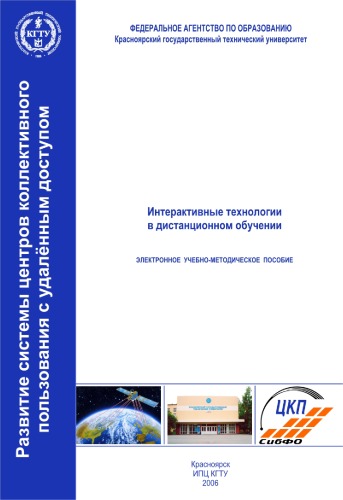 КГТУ
ФЕДЕРАЛЬНОЕ АГЕНТСТВО ПО ОБРАЗОВАНИЮ
Красноярский государственный технический университет
Развитие системы центров коллективного
пользования с удалённым доступом
Интерактивные технологии
в дистанционном обучении
ЭЛЕКТРОННОЕ УЧЕБНО-МЕТОДИЧЕСКОЕ ПОСОБИЕ
ЦКП
СибФО
Красноярск
ИПЦ КГТУ
2006